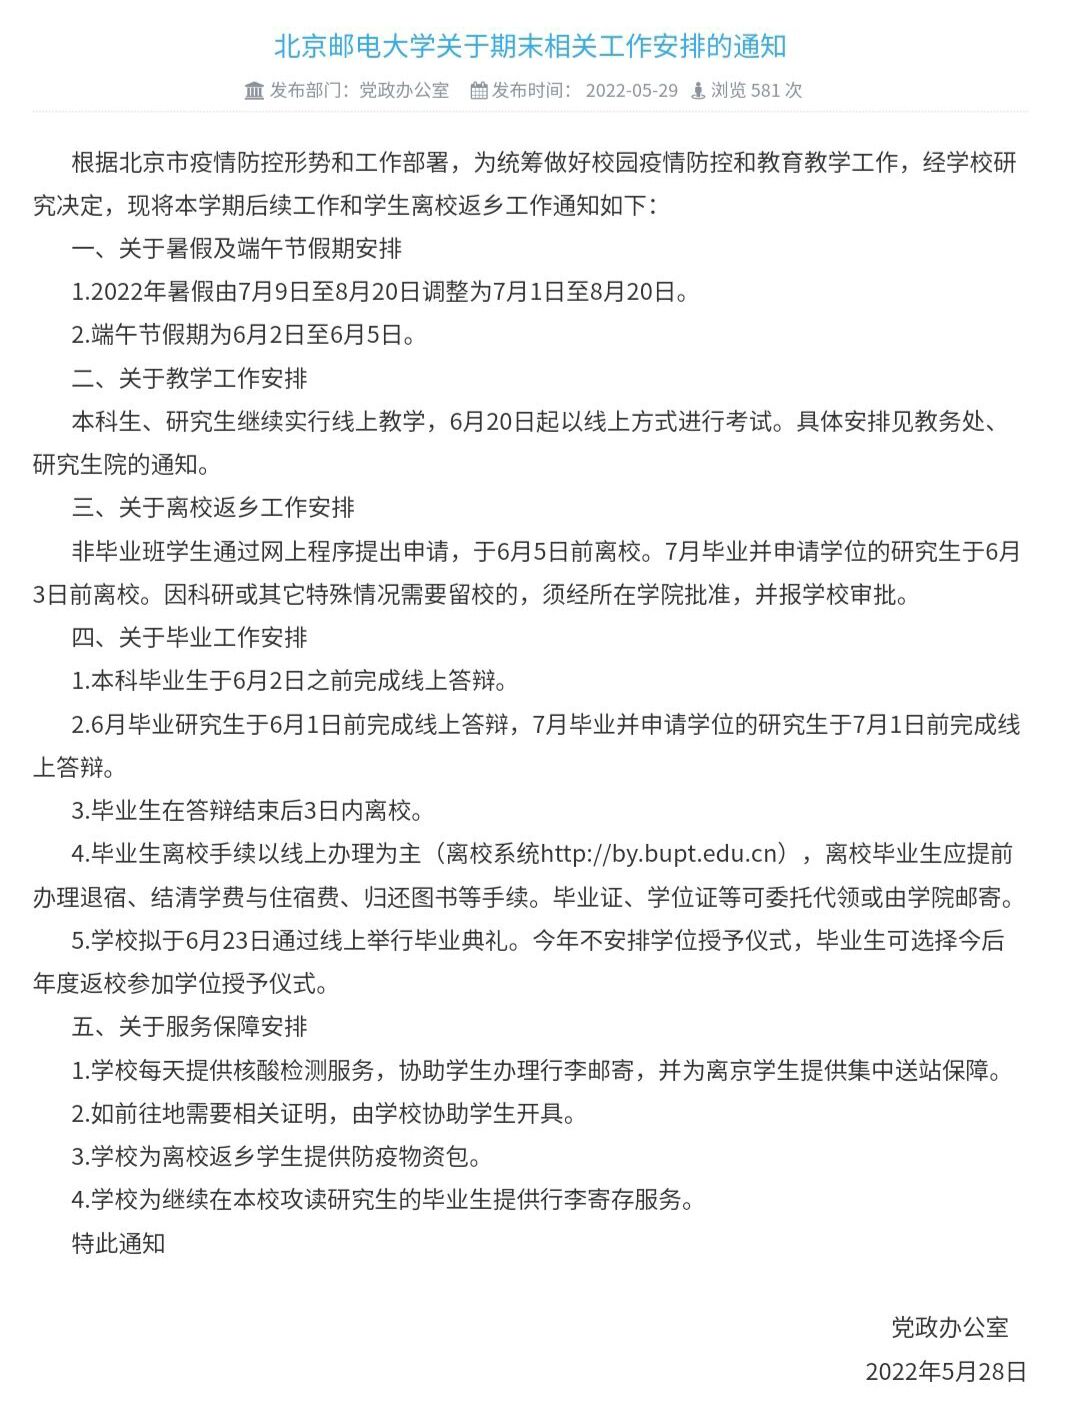 北京邮电大学关于期末相关工作安排的通知
发布部门：党政办公室 发布时间： 2022-05-29 浏览 581 次
根据北京市疫情防控形势和工作部署，为统筹做好校园疫情防控和教育教学工作，经学校研
究决定，现将本学期后续工作和学生离校返乡工作通知如下：
一、关于暑假及端午节假期安排
1.2022年暑假由7月9日至8月20日调整为7月1日至8月20日。
2.端午节假期为6月2日至6月5日。
二、关于教学工作安排
本科生、研究生继续实行线上教学，6月20日起以线上方式进行考试。具体安排见教务处、
研究生院的通知。
三、关于离校返乡工作安排
非毕业班学生通过网上程序提出申请，于6月5日前离校。7月毕业并申请学位的研究生于6月
3日前离校。因科研或其它特殊情况需要留校的，须经所在学院批准，并报学校审批。
四、关于毕业工作安排
1.本科毕业生于6月2日之前完成线上答辩。
2.6月毕业研究生于6月1日前完成线上答辩，7月毕业并申请学位的研究生于7月1日前完成线
上答辩。
3.毕业生在答辩结束后3日内离校。
4.毕业生离校手续以线上办理为主（离校系统http://by.bupt.edu.cn），离校毕业生应提前
办理退宿、结清学费与住宿费、归还图书等手续。毕业证、学位证等可委托代领或由学院邮寄。
5.学校拟于6月23日通过线上举行毕业典礼。今年不安排学位授予仪式，毕业生可选择今后
年度返校参加学位授予仪式。
五、关于服务保障安排
1.学校每天提供核酸检测服务，协助学生办理行李邮寄，并为离京学生提供集中送站保障。
2.如前往地需要相关证明，由学校协助学生开具。
3.学校为离校返乡学生提供防疫物资包。
4.学校为继续在本校攻读研究生的毕业生提供行李寄存服务。
特此通知
党政办公室
2022年5月28日